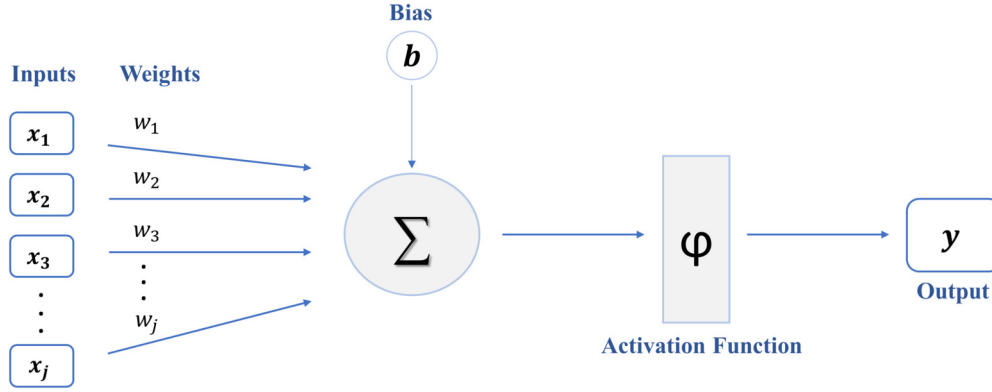 Bias
b
Inputs
Weights
x₁
w₁
x₂
w₂
x₃
w₃
xⱼ
wⱼ
Σ
φ
y
Output
Activation Function